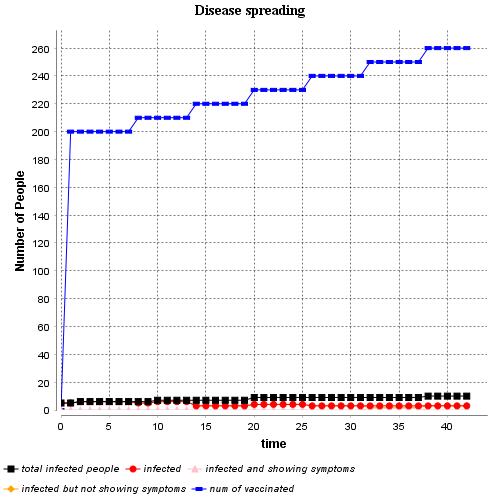 Disease spreading
Number of People
260
240
220
200
180
160
140
120
100
80
60
40
20
0
0 5 10 15 20 25 30 35 40
time
total infected people infected infected and showing symptoms
infected but not showing symptoms num of vaccinated